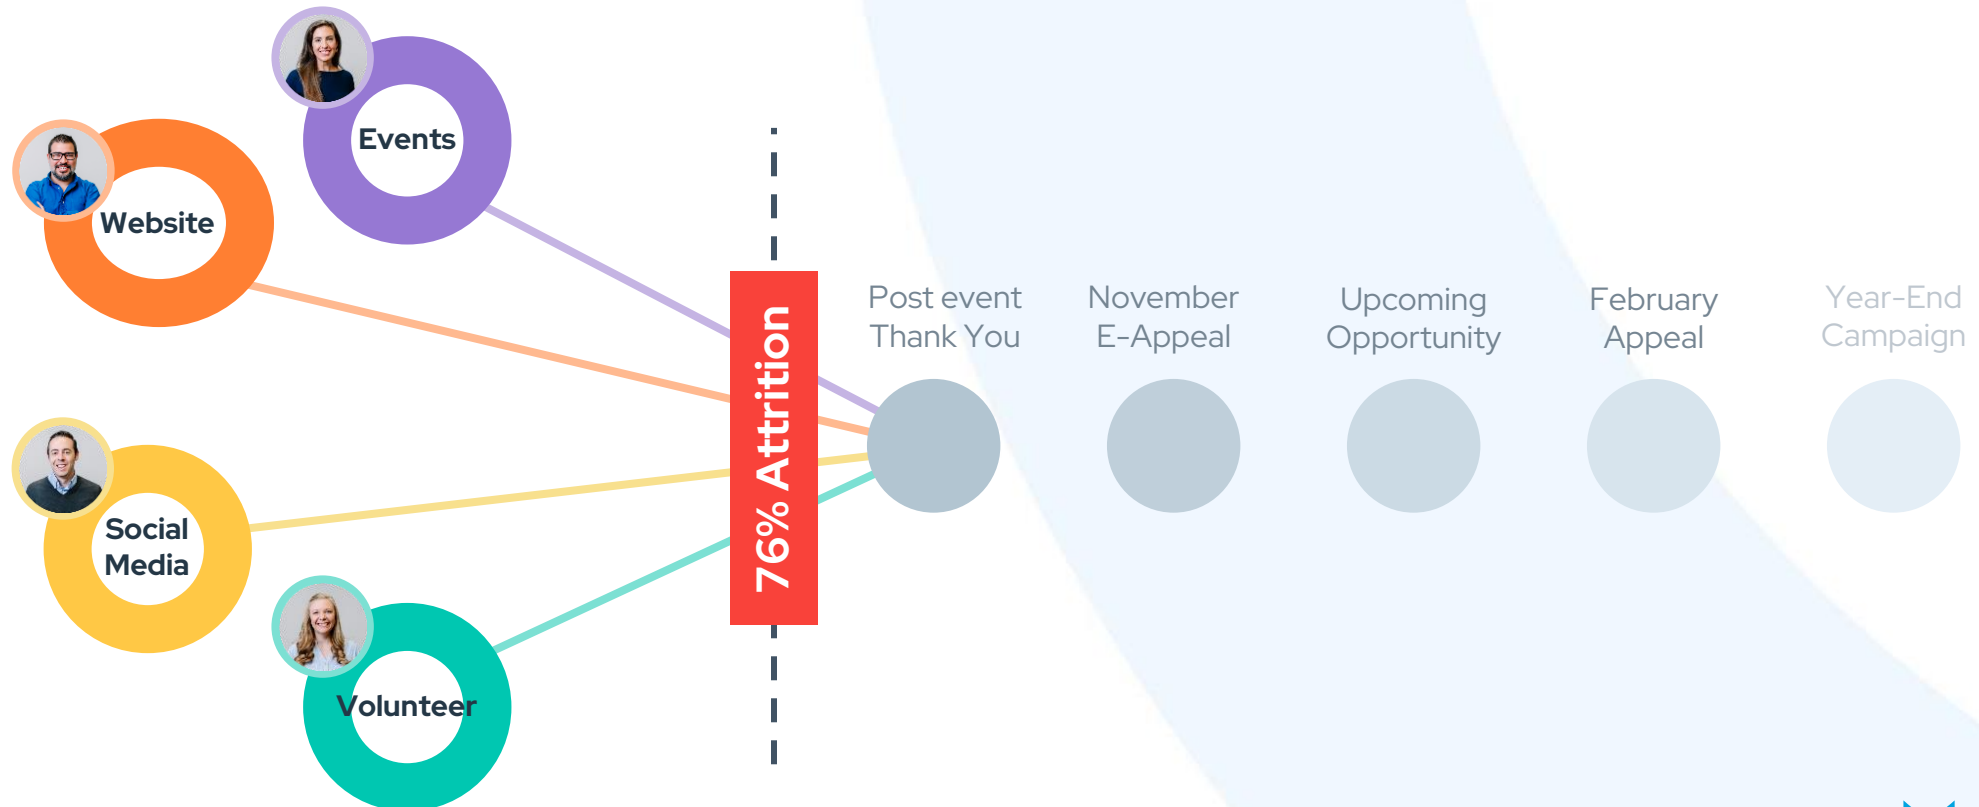 Events
Website
Social
Media
Volunteer
76% Attrition
Post event
Thank You
November
E-Appeal
Upcoming
Opportunity
February
Appeal
Year-End
Campaign